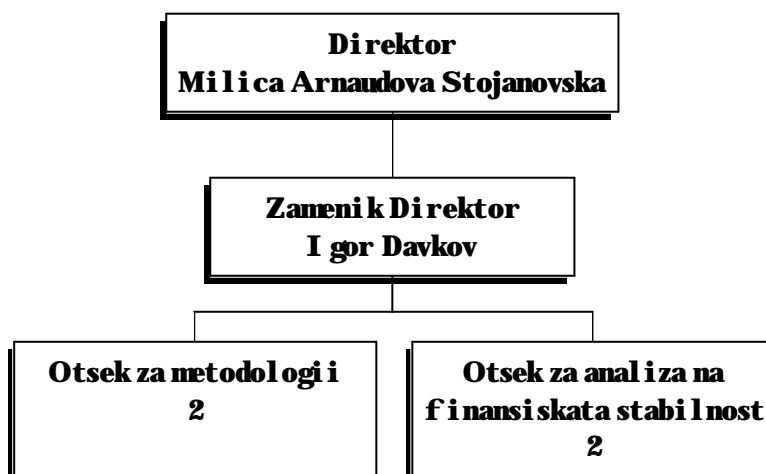 Direktor
Milica Arnaudova Stojanovska
Zamenik Direktor
Igor Davkov
Otsek za metodologii
2
Otsek za analiza na
finansiskata stabilnost
2